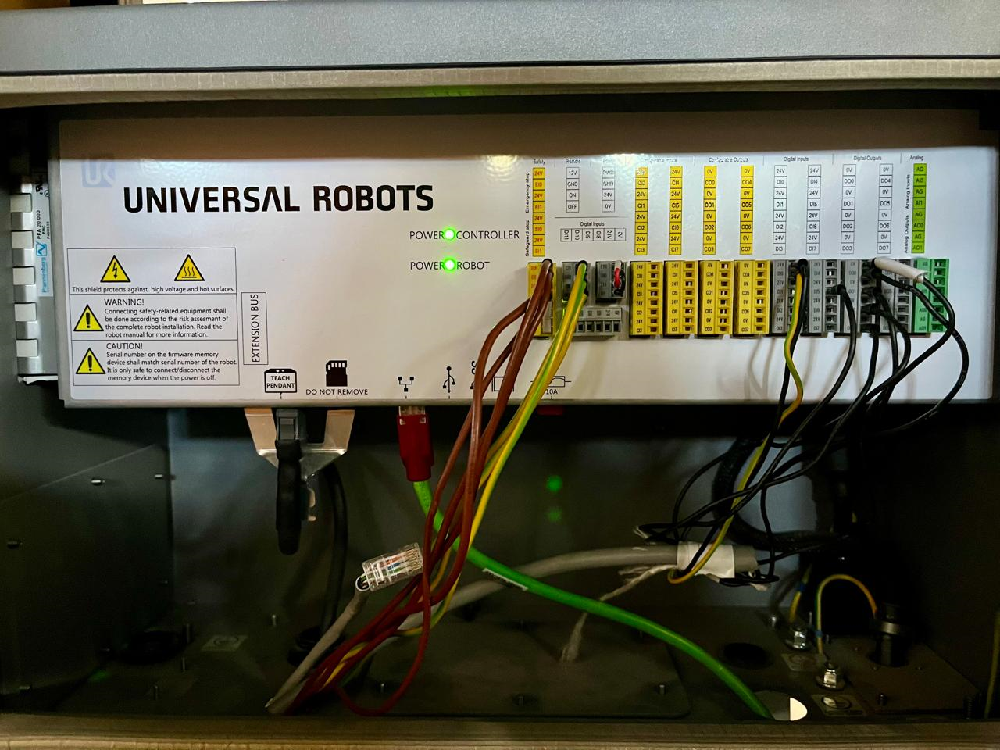 UR
UNIVERSAL ROBOTS
POWER CONTROLLER
POWER ROBOT
This shield protects against high voltage and hot surfaces
WARNING!
Connecting safety-related equipment shall
be done according to the risk assesment of
the complete robot installation. Read the
robot manual for more information.
CAUTION!
Serial number on the firmware memory
device shall match serial number of the robot.
It is only safe to connect/disconnect the
memory device when the power is off.
EXTENSION BUS
TEACH
PENDANT
DO NOT REMOVE
10A
Safety
Emergency stop
Safeguard stop
24V
EI0
24V
EI1
24V
SI0
24V
SI1
Remote
12V
GND
ON
OFF
Power
PWR
GND
24V
0V
Digital Inputs
DI11
DI10
DI9
DI8
24V
0V
Configurable Inputs
24V
CI0
24V
CI1
24V
CI2
24V
CI3
24V
CI4
24V
CI5
24V
CI6
24V
CI7
Configurable Outputs
0V
CO0
0V
CO1
0V
CO2
0V
CO3
0V
CO4
0V
CO5
0V
CO6
0V
CO7
Digital Inputs
24V
DI0
24V
DI1
24V
DI2
24V
DI3
24V
DI4
24V
DI5
24V
DI6
24V
DI7
Digital Outputs
0V
DO0
0V
DO1
0V
DO2
0V
DO3
0V
DO4
0V
DO5
0V
DO6
0V
DO7
Analog
Analog Inputs
Analog Outputs
AG
AI0
AG
AI1
AG
AO0
AG
AO1